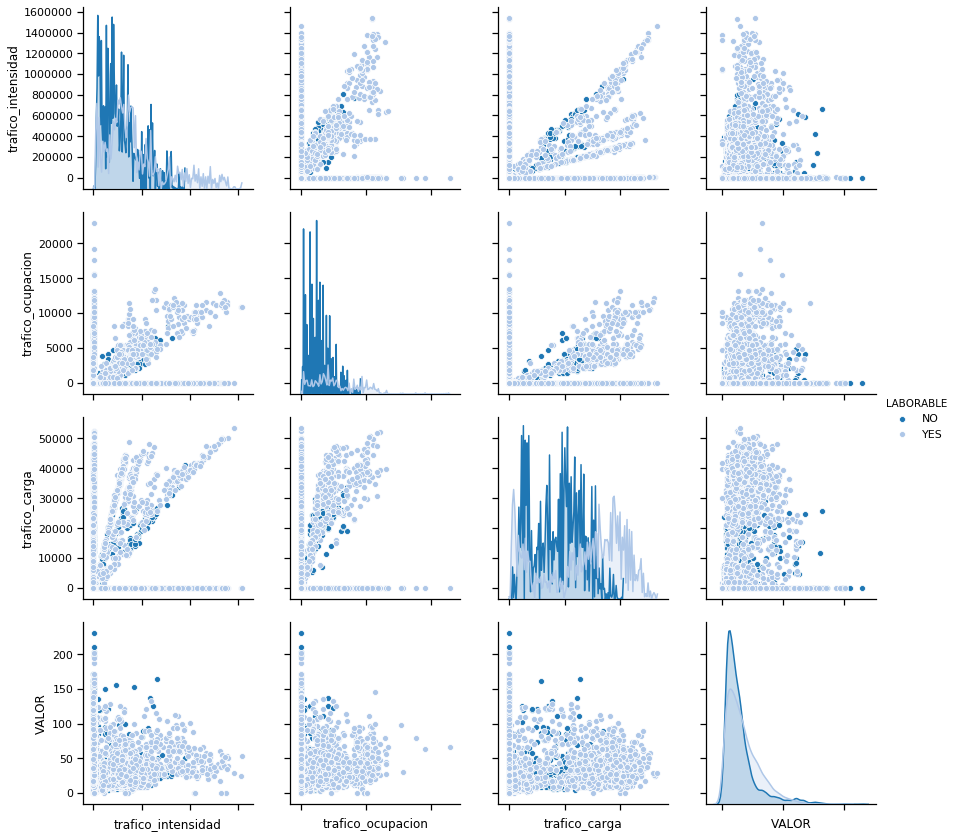 1600000
1400000
1200000
1000000
800000
600000
400000
200000
0
trafico_intensidad
20000
15000
10000
5000
0
trafico_ocupacion
LABORABLE
NO
YES
50000
40000
30000
20000
10000
0
trafico_carga
200
150
100
50
0
VALOR
trafico_intensidad
trafico_ocupacion
trafico_carga
VALOR